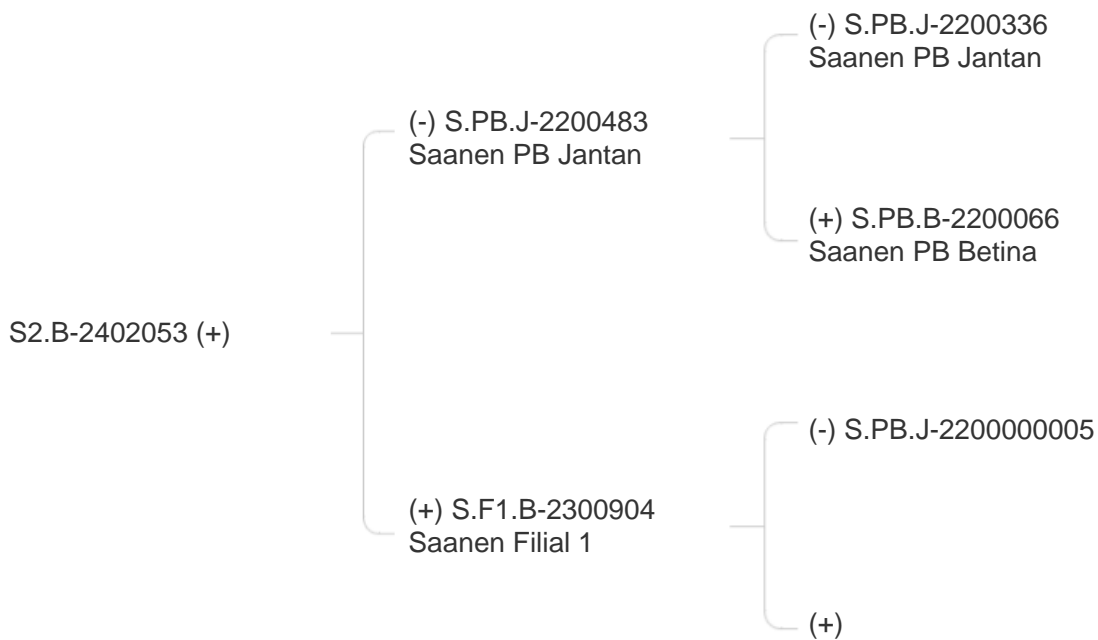 (-) S.PB.J-2200336
Saanen PB Jantan
(-) S.PB.J-2200483
Saanen PB Jantan
(+) S.PB.B-2200066
Saanen PB Betina
S2.B-2402053 (+)
(-) S.PB.J-2200000005
(+) S.F1.B-2300904
Saanen Filial 1
(+)